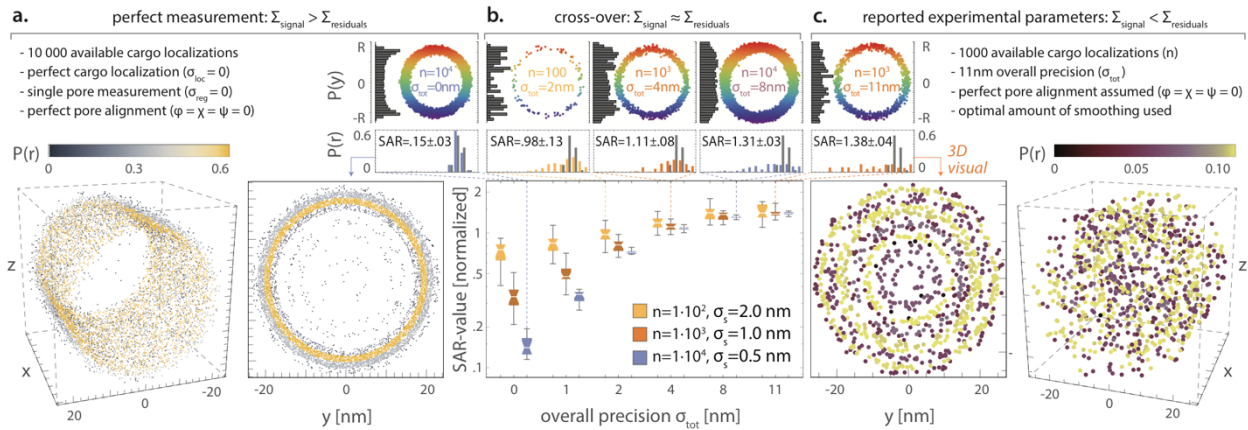 a.
perfect measurement: Σsignal > Σresiduals
- 10 000 available cargo localizations
- perfect cargo localization (σloc = 0)
- single pore measurement (σreg = 0)
- perfect pore alignment (φ = χ = ψ = 0)
P(r)
0
0.3
0.6
z
x
20
0
-20
-20
0
20
y [nm]
R
0
-R
P(y)
n=10⁴
σtot=0nm
P(r)
0.6
0
SAR=.15±.03
b.
cross-over: Σsignal ≈ Σresiduals
n=100
σtot=2nm
n=10³
σtot=4nm
n=10⁴
σtot=8nm
SAR=.98±.13
SAR=1.11±.08
SAR=1.31±.03
SAR-value [normalized]
2
1
.5
.2
.1
n=1·10², σs=2.0 nm
n=1·10³, σs=1.0 nm
n=1·10⁴, σs=0.5 nm
0
1
2
4
8
11
overall precision σtot [nm]
c.
reported experimental parameters: Σsignal < Σresiduals
n=10³
σtot=11nm
R
0
-R
SAR=1.38±.04
0.6
0
3D
visual
- 1000 available cargo localizations (n)
- 11nm overall precision (σtot)
- perfect pore alignment assumed (φ = χ = ψ = 0)
- optimal amount of smoothing used
P(r)
0
0.05
0.10
-20
0
20
y [nm]
z
x
20
0
-20